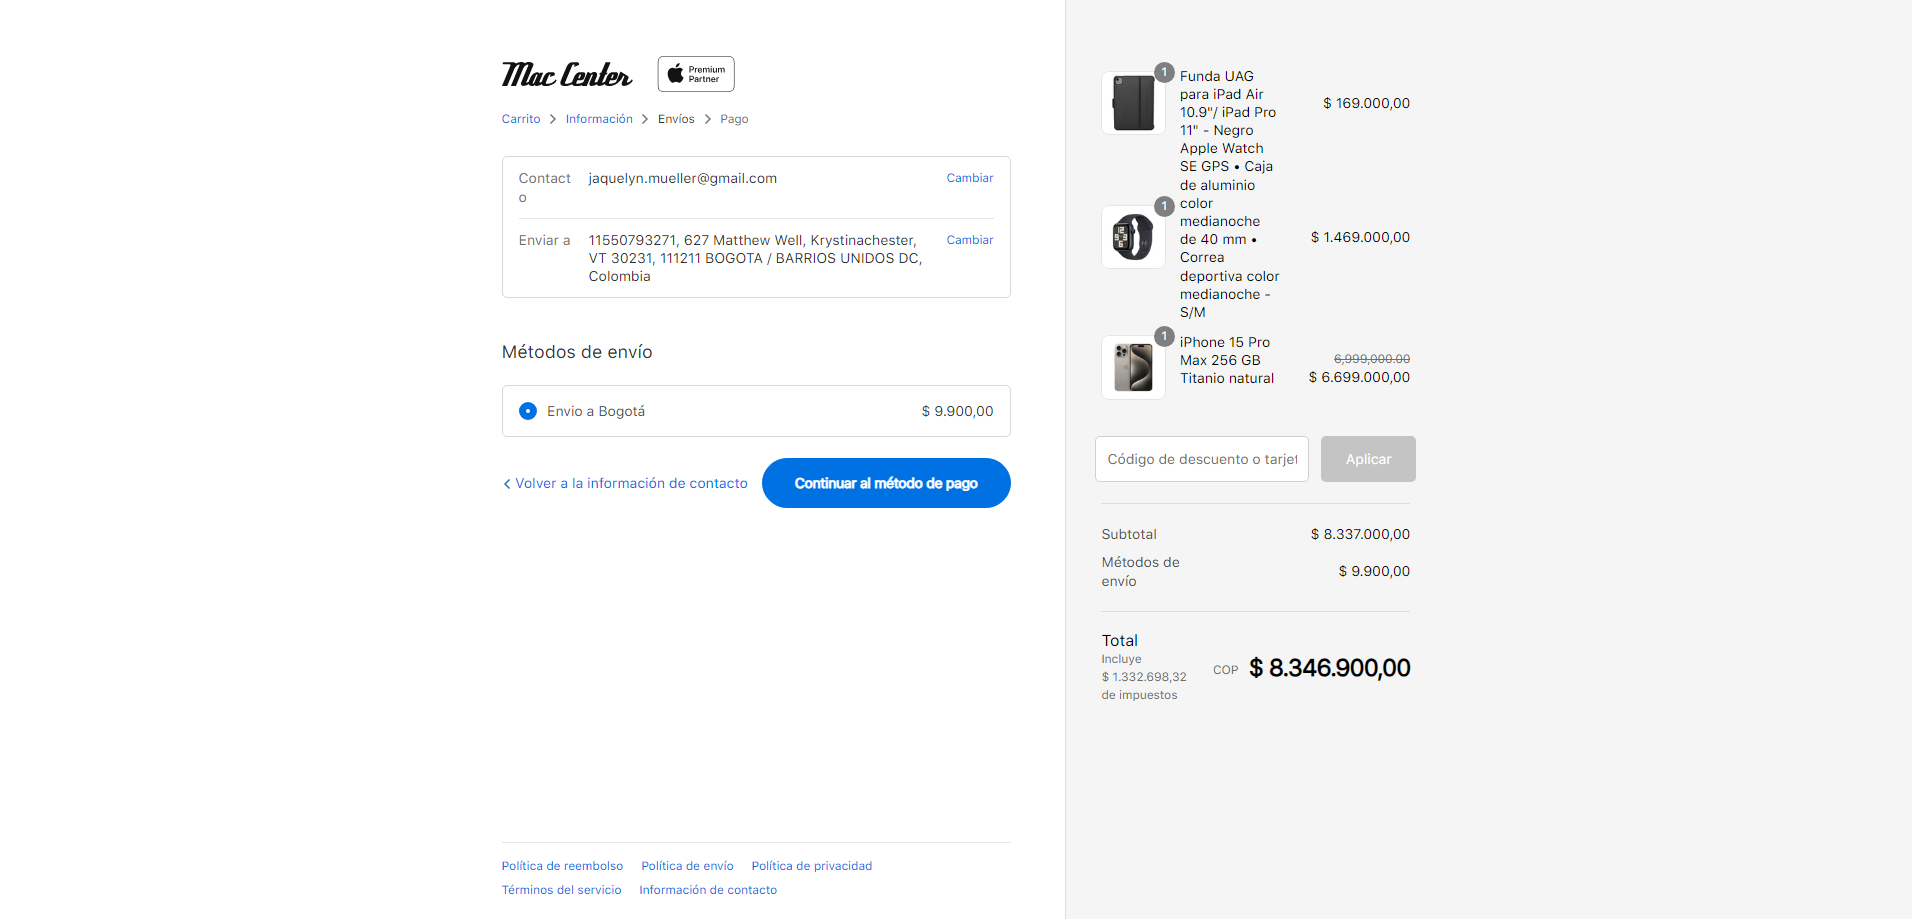 Mac Center
Premium
Partner
Carrito > Información > Envíos > Pago
Contact
o
jaquelyn.mueller@gmail.com
Cambiar
Enviar a
11550793271, 627 Matthew Well, Krystinachester,
VT 30231, 111211 BOGOTA / BARRIOS UNIDOS DC,
Colombia
Cambiar
Métodos de envío
Envio a Bogotá
$ 9.900,00
Volver a la información de contacto
Continuar al método de pago
Política de reembolso
Política de envío
Política de privacidad
Términos del servicio
Información de contacto
1
Funda UAG
para iPad Air
10.9"/ iPad Pro
11" - Negro
$ 169.000,00
1
Apple Watch
SE GPS • Caja
de aluminio
color
medianoche
de 40 mm •
Correa
deportiva color
medianoche -
S/M
$ 1.469.000,00
1
iPhone 15 Pro
Max 256 GB
Titanio natural
6,999,000.00
$ 6.699.000,00
Código de descuento o tarjet
Aplicar
Subtotal
$ 8.337.000,00
Métodos de
envío
$ 9.900,00
Total
Incluye
$ 1.332.698,32
de impuestos
COP $ 8.346.900,00